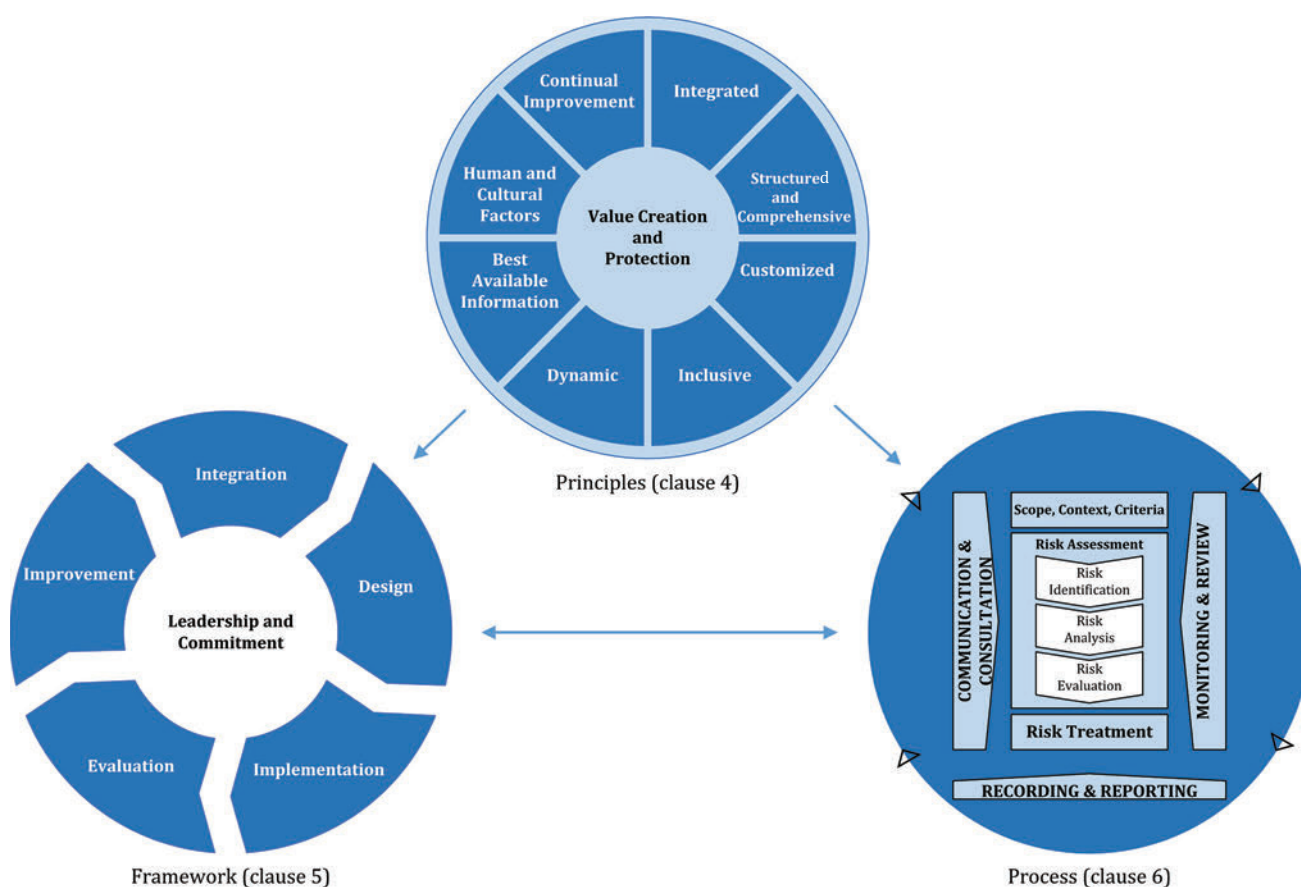 Continual
Improvement
Integrated
Human and
Cultural
Factors
Structured
and
Comprehensive
Value Creation
and
Protection
Best
Available
Information
Customized
Dynamic
Inclusive
Principles (clause 4)
Integration
Improvement
Design
Leadership and
Commitment
Evaluation
Implementation
Framework (clause 5)
Scope, Context, Criteria
Risk Assessment
Risk
Identification
Risk
Analysis
Risk
Evaluation
Risk Treatment
COMMUNICATION &
CONSULTATION
MONITORING & REVIEW
RECORDING & REPORTING
Process (clause 6)